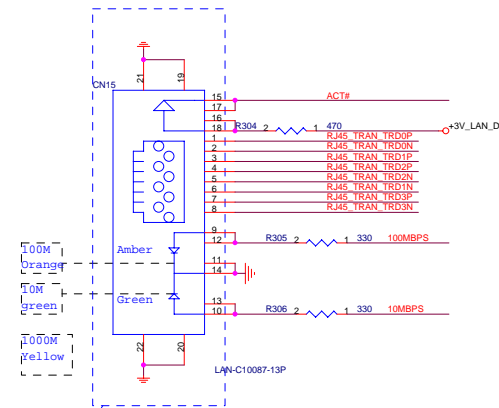 21
19
CN15
15
ACT#
17
16
R304 2 1 470
18
+3V_LAN_D
1
RJ45_TRAN_TRD0P
2
RJ45_TRAN_TRD0N
3
RJ45_TRAN_TRD1P
4
RJ45_TRAN_TRD2P
5
RJ45_TRAN_TRD2N
6
RJ45_TRAN_TRD1N
7
RJ45_TRAN_TRD3P
8
RJ45_TRAN_TRD3N
9
100M
Orange
Amber
12
R305 2 1 330 100MBPS
11
14
10M
green
Green
13
10
R306 2 1 330 10MBPS
1000M
Yellow
22
20
LAN-C10087-13P